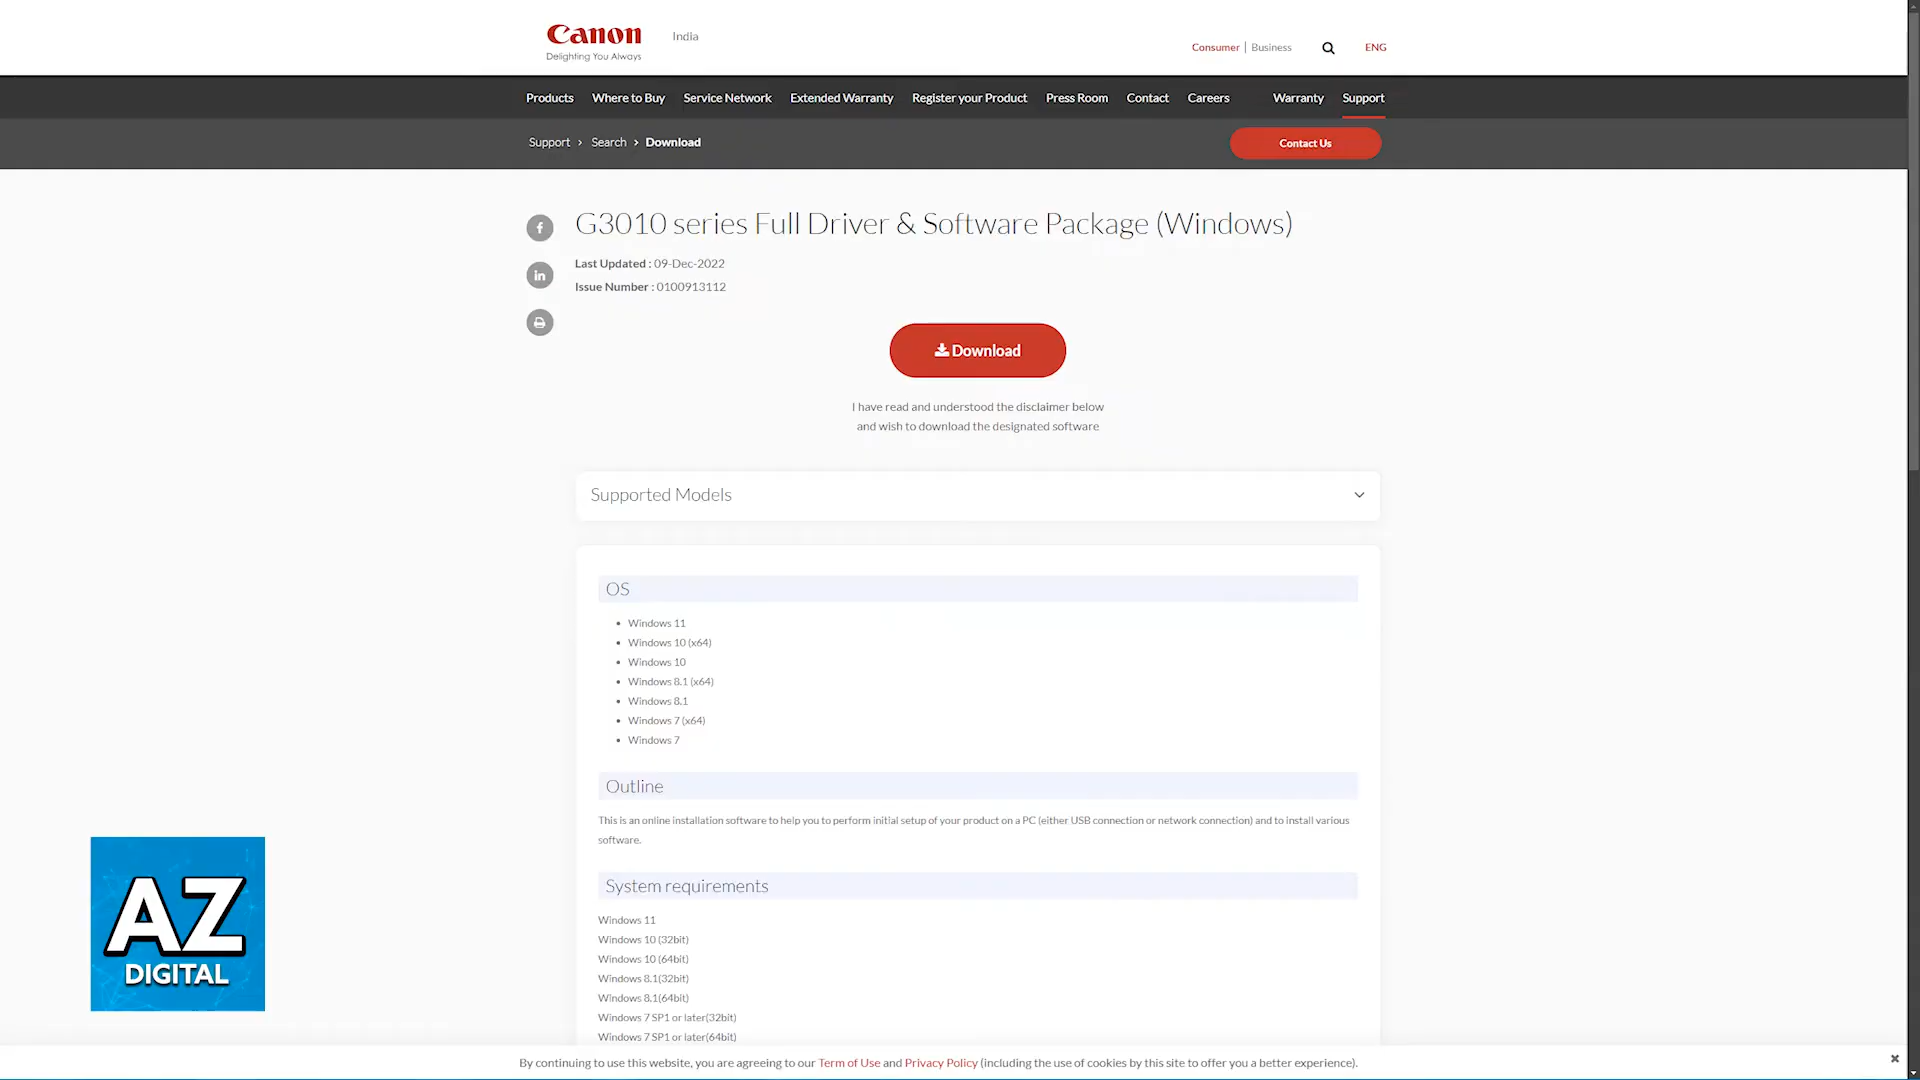 Canon
Delighting You Always
India
Consumer | Business
ENG
Products Where to Buy Service Network Extended Warranty Register your Product Press Room Contact Careers Warranty Support
Support › Search › Download
Contact Us
G3010 series Full Driver & Software Package (Windows)
Last Updated : 09-Dec-2022
Issue Number : 0100913112
Download
I have read and understood the disclaimer below
and wish to download the designated software
Supported Models
OS
• Windows 11
• Windows 10 (x64)
• Windows 10
• Windows 8.1 (x64)
• Windows 8.1
• Windows 7 (x64)
• Windows 7
Outline
This is an online installation software to help you to perform initial setup of your product on a PC (either USB connection or network connection) and to install various
software.
System requirements
Windows 11
Windows 10 (32bit)
Windows 10 (64bit)
Windows 8.1(32bit)
Windows 8.1(64bit)
Windows 7 SP1 or later(32bit)
Windows 7 SP1 or later(64bit)
AZ
DIGITAL
By continuing to use this website, you are agreeing to our Term of Use and Privacy Policy (including the use of cookies by this site to offer you a better experience).